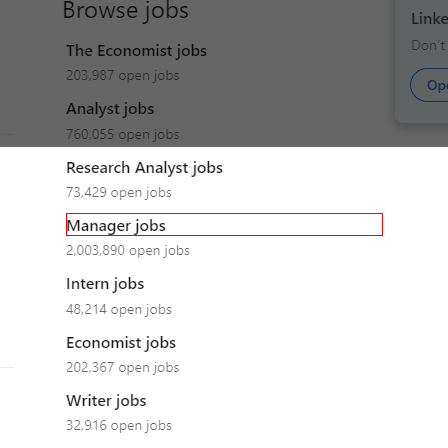 Browse jobs
Linke
The Economist jobs
Don't
203,987 open jobs
Ope
Analyst jobs
760,055 open jobs
Research Analyst jobs
73,429 open jobs
Manager jobs
2,003,890 open jobs
Intern jobs
48,214 open jobs
Economist jobs
202,367 open jobs
Writer jobs
32,916 open jobs